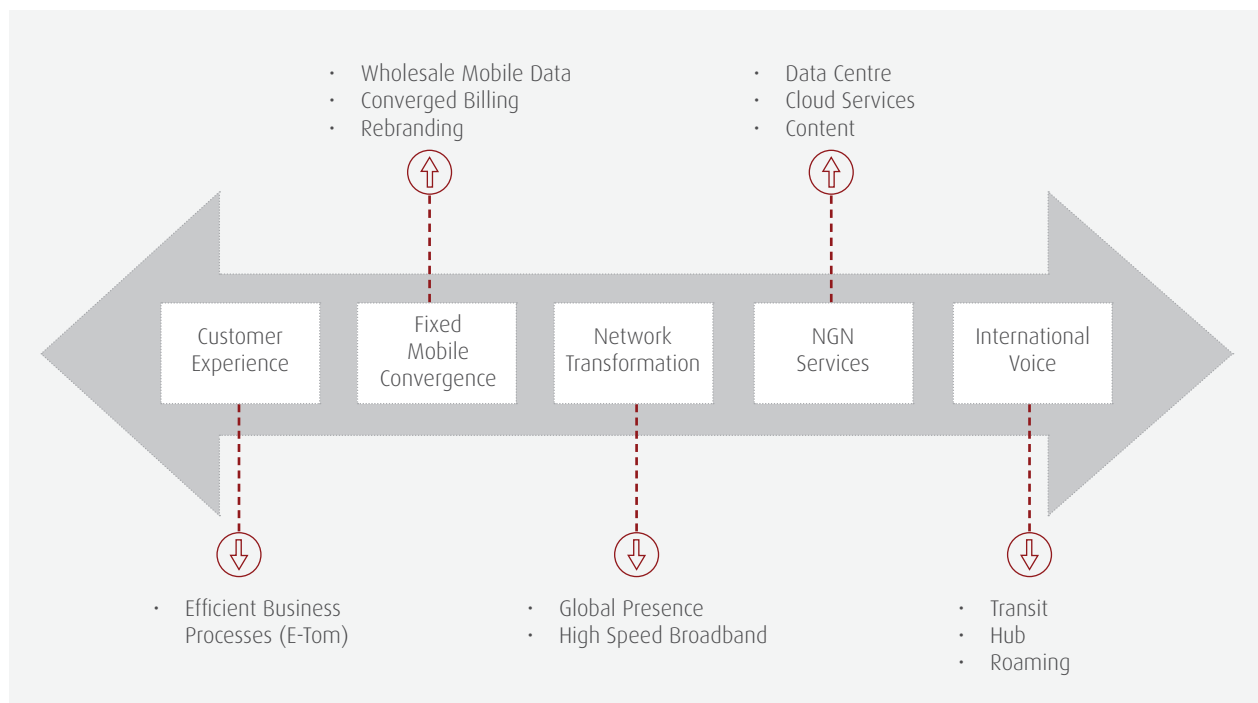 · Wholesale Mobile Data
· Converged Billing
· Rebranding
· Data Centre
· Cloud Services
· Content
Customer
Experience
Fixed
Mobile
Convergence
Network
Transformation
NGN
Services
International
Voice
· Efficient Business
Processes (E-Tom)
· Global Presence
· High Speed Broadband
· Transit
· Hub
· Roaming